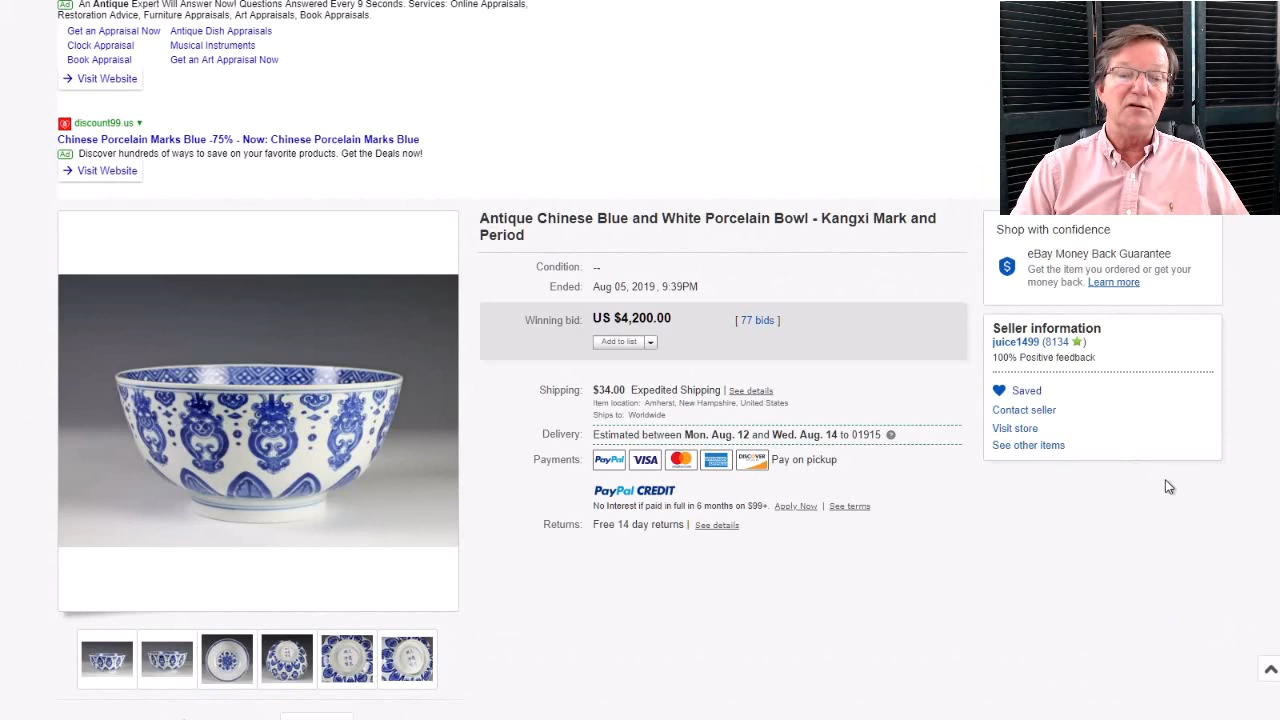 Ad An Antique Expert Will Answer Now! Questions Answered Every 9 Seconds. Services: Online Appraisals,
Restoration Advice, Furniture Appraisals, Art Appraisals, Book Appraisals.
Get an Appraisal Now Antique Dish Appraisals
Clock Appraisal Musical Instruments
Book Appraisal Get an Art Appraisal Now
→ Visit Website
discount99.us ▾
Chinese Porcelain Marks Blue -75% - Now: Chinese Porcelain Marks Blue
Ad Discover hundreds of ways to save on your favorite products. Get the Deals now!
→ Visit Website
Antique Chinese Blue and White Porcelain Bowl - Kangxi Mark and
Period
Condition: --
Ended: Aug 05, 2019 , 9:39PM
Winning bid: US $4,200.00 [ 77 bids ]
Add to list
Shipping: $34.00 Expedited Shipping | See details
Item location: Amherst, New Hampshire, United States
Ships to: Worldwide
Delivery: Estimated between Mon. Aug. 12 and Wed. Aug. 14 to 01915
Payments: PayPal VISA MasterCard AMERICAN EXPRESS DISCOVER Pay on pickup
PayPal CREDIT
No Interest if paid in full in 6 months on $99+. Apply Now | See terms
Returns: Free 14 day returns | See details
Shop with confidence
eBay Money Back Guarantee
Get the item you ordered or get your
money back. Learn more
Seller information
juice1499 (8134 )
100% Positive feedback
Saved
Contact seller
Visit store
See other items